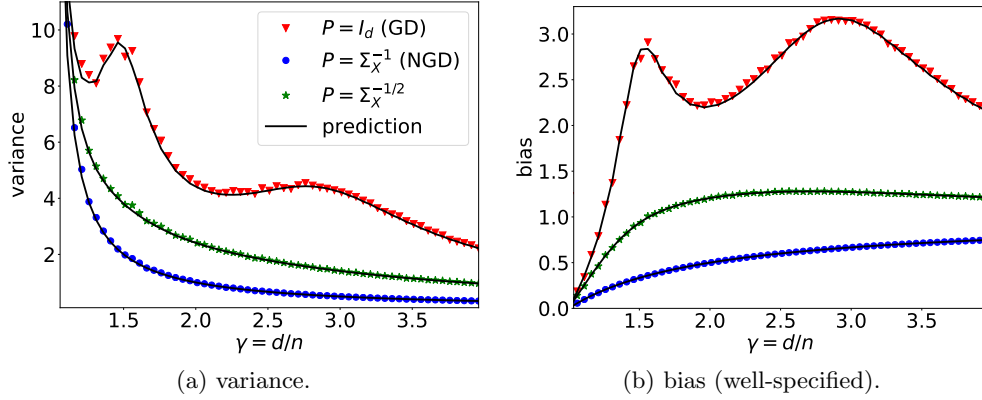 10
8
6
4
2
variance
P = I_d (GD)
P = Σ_X^{-1} (NGD)
P = Σ_X^{-1/2}
prediction
1.5 2.0 2.5 3.0 3.5
γ = d/n
(a) variance.
3.0
2.5
2.0
1.5
1.0
0.5
0.0
bias
1.5 2.0 2.5 3.0 3.5
γ = d/n
(b) bias (well-specified).